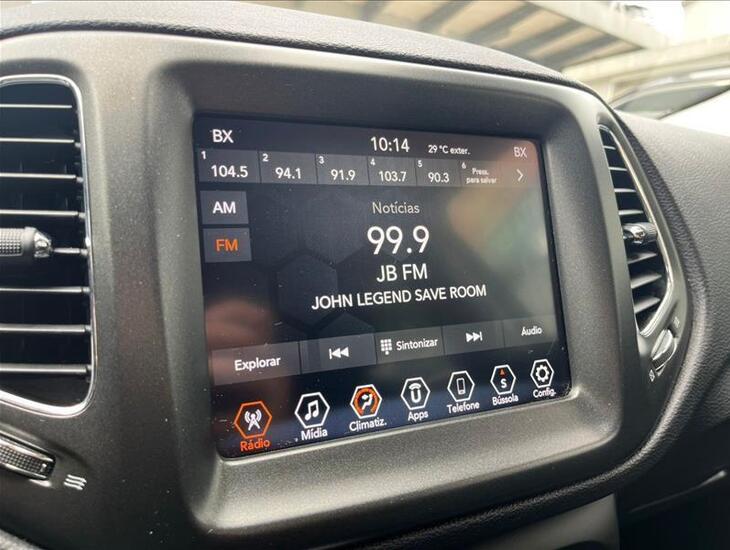 BX 10:14 29 °C exter. BX
1 104.5 2 94.1 3 91.9 4 103.7 5 90.3 6 Press. para salvar
AM
Notícias
FM
99.9
JB FM
JOHN LEGEND SAVE ROOM
Explorar Sintonizar Áudio
Rádio Mídia Climatiz. Apps Telefone S Bússola Config.